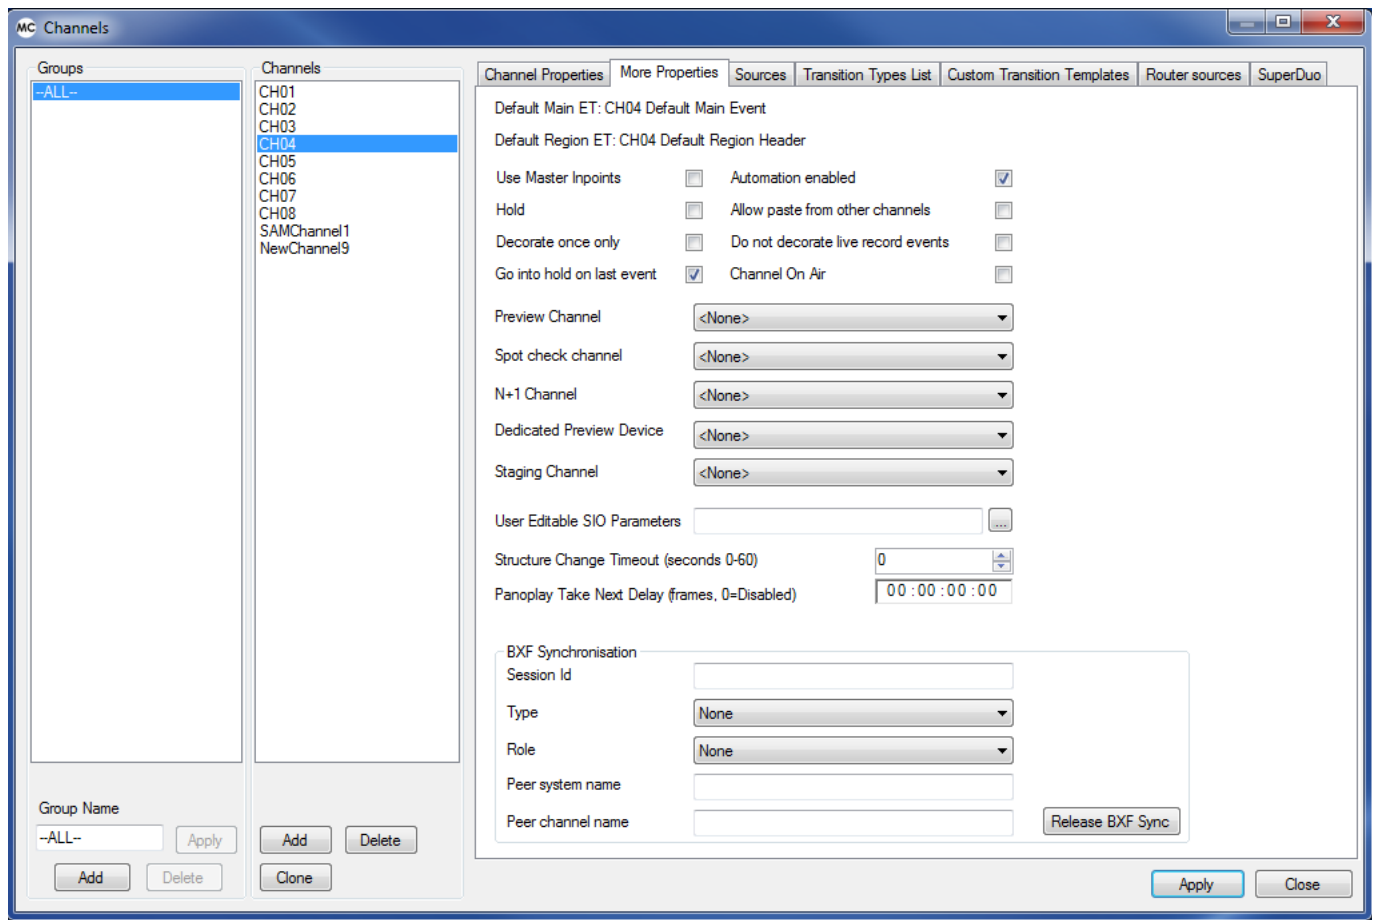 MC Channels
Groups
--ALL--
Group Name
--ALL--
Apply
Add
Delete
Channels
CH01
CH02
CH03
CH04
CH05
CH06
CH07
CH08
SAMChannel1
NewChannel9
Add
Delete
Clone
Channel Properties
More Properties
Sources
Transition Types List
Custom Transition Templates
Router sources
SuperDuo
Default Main ET: CH04 Default Main Event
Default Region ET: CH04 Default Region Header
Use Master Inpoints
Automation enabled
Hold
Allow paste from other channels
Decorate once only
Do not decorate live record events
Go into hold on last event
Channel On Air
Preview Channel
<None>
Spot check channel
<None>
N+1 Channel
<None>
Dedicated Preview Device
<None>
Staging Channel
<None>
User Editable SIO Parameters
...
Structure Change Timeout (seconds 0-60)
0
Panoplay Take Next Delay (frames, 0=Disabled)
00:00:00:00
BXF Synchronisation
Session Id
Type
None
Role
None
Peer system name
Peer channel name
Release BXF Sync
Apply
Close